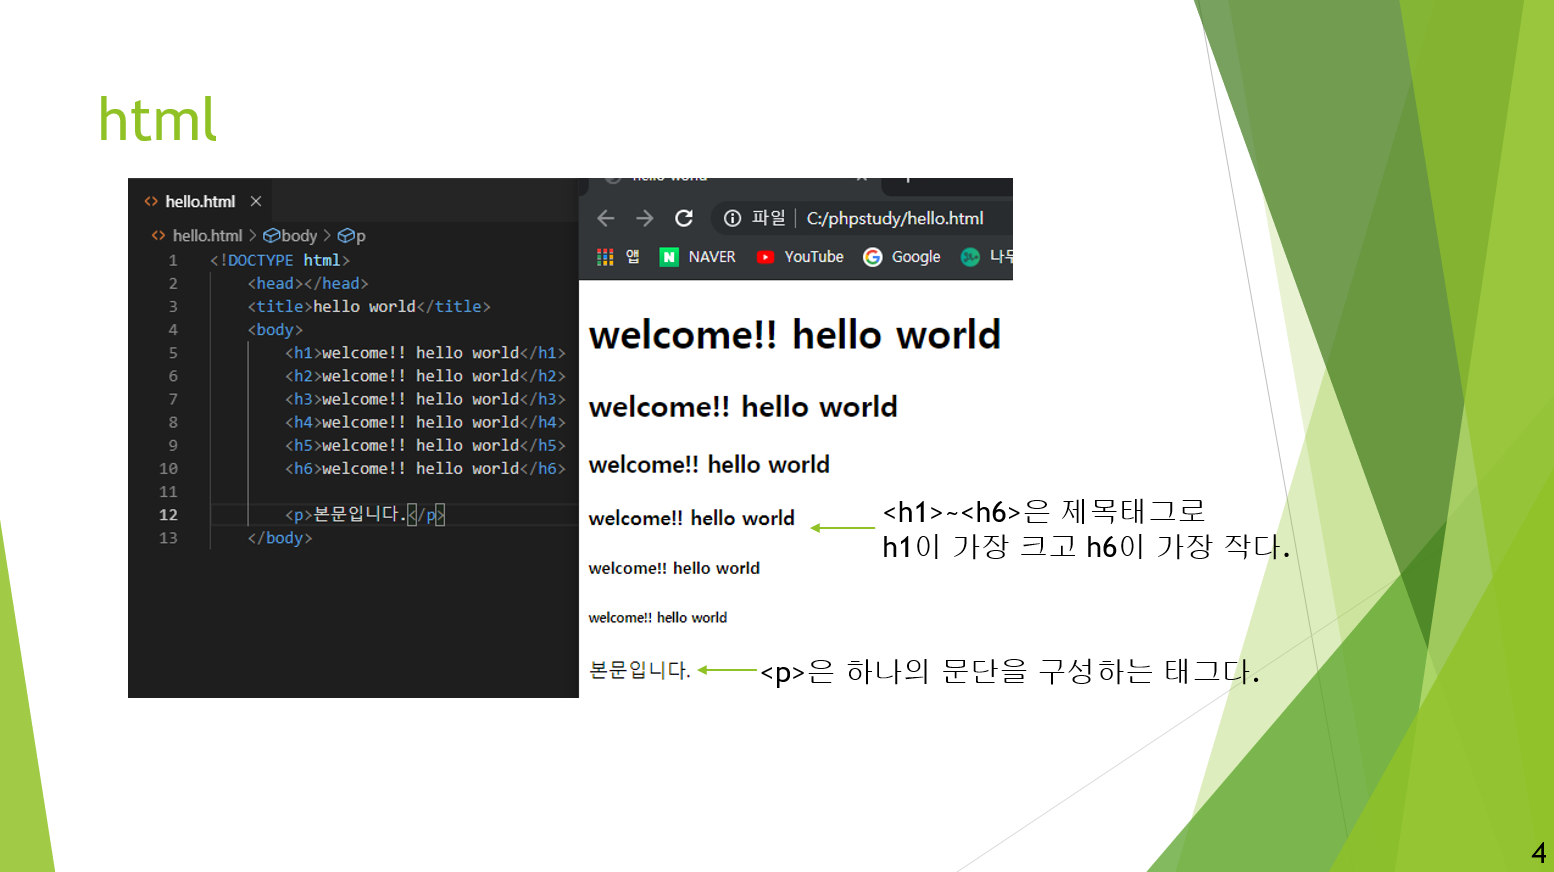 html
hello.html
hello.html > body > p
1 <!DOCTYPE html>
2 <head></head>
3 <title>hello world</title>
4 <body>
5 <h1>welcome!! hello world</h1>
6 <h2>welcome!! hello world</h2>
7 <h3>welcome!! hello world</h3>
8 <h4>welcome!! hello world</h4>
9 <h5>welcome!! hello world</h5>
10 <h6>welcome!! hello world</h6>
11
12 <p>본문입니다.</p>
13 </body>
hello world
파일 C:/phpstudy/hello.html
앱 NAVER YouTube Google
welcome!! hello world
welcome!! hello world
welcome!! hello world
welcome!! hello world
welcome!! hello world
welcome!! hello world
본문입니다.
<h1>~<h6>은 제목태그로
h1이 가장 크고 h6이 가장 작다.
<p>은 하나의 문단을 구성하는 태그다.
4